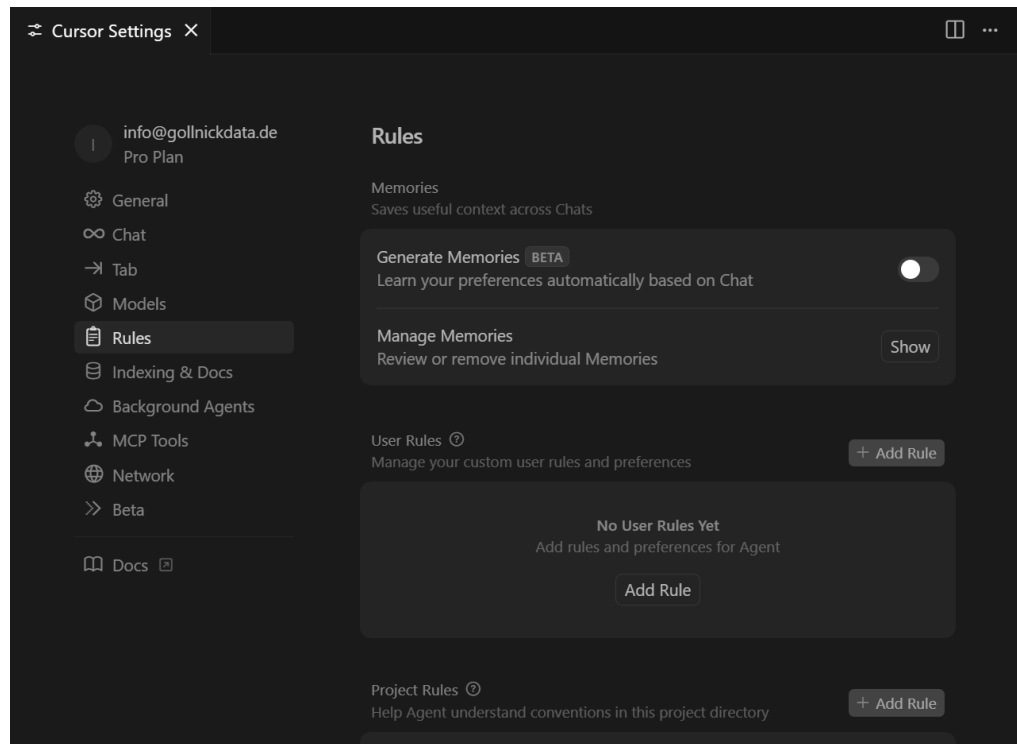 Cursor Settings
info@gollnickdata.de
Pro Plan
I
General
Chat
Tab
Models
Rules
Indexing & Docs
Background Agents
MCP Tools
Network
Beta
Docs
Rules
Memories
Saves useful context across Chats
Generate Memories BETA
Learn your preferences automatically based on Chat
Manage Memories
Review or remove individual Memories
Show
User Rules
Manage your custom user rules and preferences
+ Add Rule
No User Rules Yet
Add rules and preferences for Agent
Add Rule
Project Rules
Help Agent understand conventions in this project directory
+ Add Rule